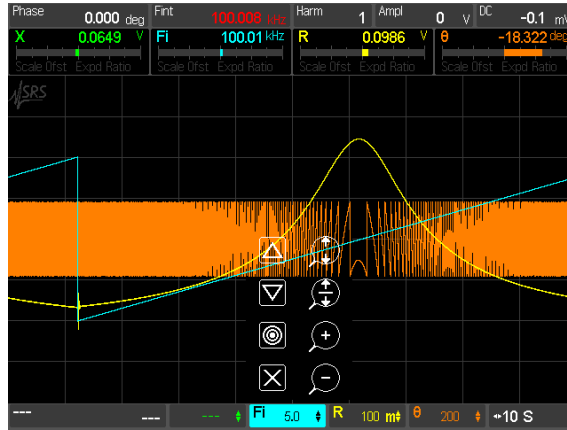 Phase 0.000 deg Fint 100.008 kHz Harm 1 Ampl 0 V DC -0.1 mV
X 0.0649 V Fi 100.01 kHz R 0.0986 V θ -18.322 deg
Scale Ofst Expd Ratio Scale Ofst Expd Ratio Scale Ofst Expd Ratio Scale Ofst Expd Ratio
SRS
--- --- --- Fi 5.0 R 100 m θ 200 10 S